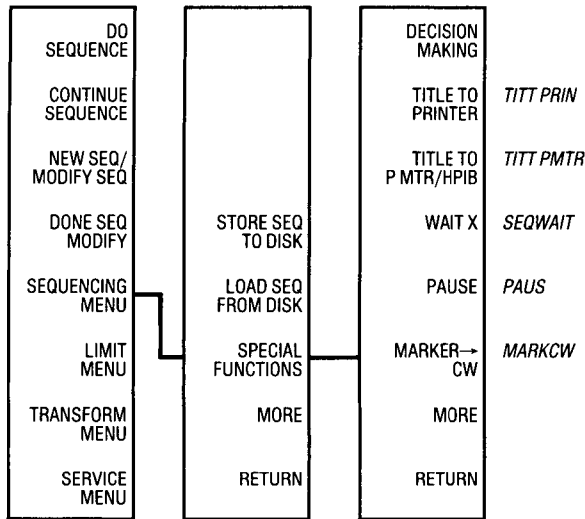 DO
SEQUENCE
CONTINUE
SEQUENCE
NEW SEQ/
MODIFY SEQ
DONE SEQ
MODIFY
SEQUENCING
MENU
LIMIT
MENU
TRANSFORM
MENU
SERVICE
MENU
STORE SEQ
TO DISK
LOAD SEQ
FROM DISK
SPECIAL
FUNCTIONS
MORE
RETURN
DECISION
MAKING
TITLE TO
PRINTER
TITT PRIN
TITLE TO
P MTR/HPIB
TITT PMTR
WAIT X
SEQWAIT
PAUSE
PAUS
MARKER→
CW
MARKCW
MORE
RETURN